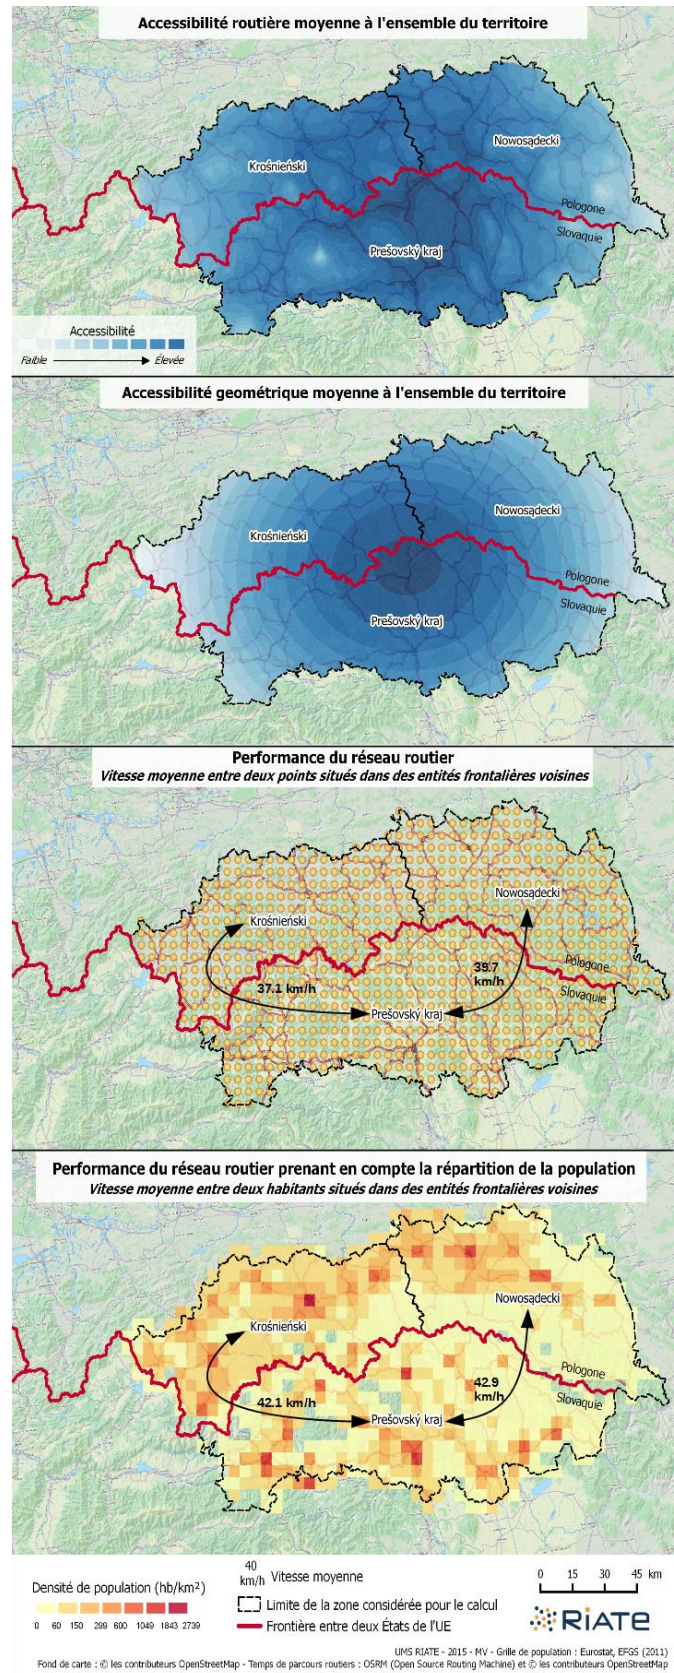 Accessibilité routière moyenne à l'ensemble du territoire
Nowosądecki
Krośnieński
Pologone
Slovaquie
Prešovský kraj
Accessibilité
Faible
Élevée
Accessibilité geométrique moyenne à l'ensemble du territoire
Nowosądecki
Krośnieński
Pologone
Slovaquie
Prešovský kraj
Performance du réseau routier
Vitesse moyenne entre deux points situés dans des entités frontalières voisines
Nowosądecki
Krośnieński
39.7
km/h
Pologone
Slovaquie
37.1 km/h
Prešovský kraj
Performance du réseau routier prenant en compte la répartition de la population
Vitesse moyenne entre deux habitants situés dans des entités frontalières voisines
Nowosądecki
Krośnieński
Pologone
Slovaquie
42.9
km/h
42.1 km/h
Prešovský kraj
Densité de population (hb/km²)
0 60 150 299 600 1049 1843 2739
40
km/h Vitesse moyenne
Limite de la zone considérée pour le calcul
Frontière entre deux États de l'UE
0 15 30 45 km
RIATE
UMS RIATE - 2015 - MV - Grille de population : Eurostat, EFGS (2011)
Fond de carte : © les contributeurs OpenStreetMap - Temps de parcours routiers : OSRM (Open Source Routing Machine) et © les contributeurs OpenStreetMap